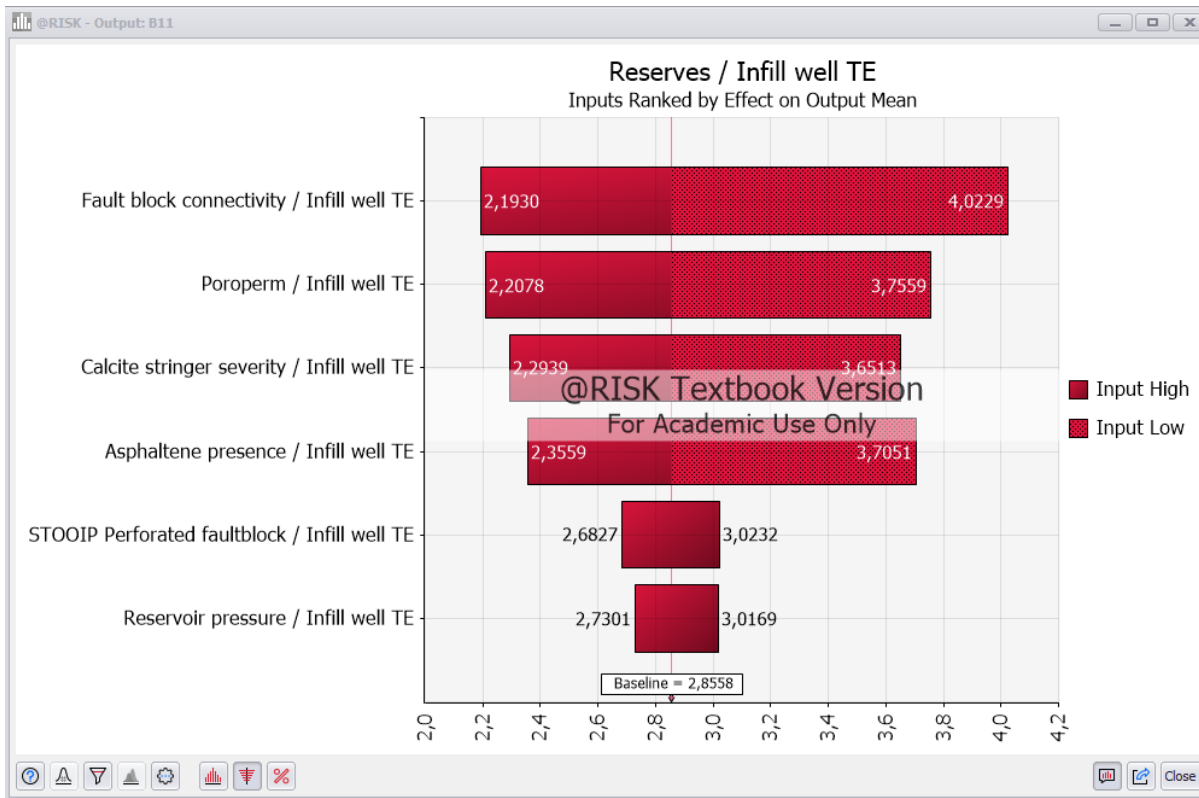 @RISK - Output: B11
Reserves / Infill well TE
Inputs Ranked by Effect on Output Mean
Fault block connectivity / Infill well TE
2,1930
4,0229
Poroperm / Infill well TE
2,2078
3,7559
Calcite stringer severity / Infill well TE
2,2939
3,6513
@RISK Textbook Version
For Academic Use Only
Input High
Input Low
Asphaltene presence / Infill well TE
2,3559
3,7051
STOOIP Perforated faultblock / Infill well TE
2,6827
3,0232
Reservoir pressure / Infill well TE
2,7301
3,0169
Baseline = 2,8558
2,0 2,2 2,4 2,6 2,8 3,0 3,2 3,4 3,6 3,8 4,0 4,2
Close